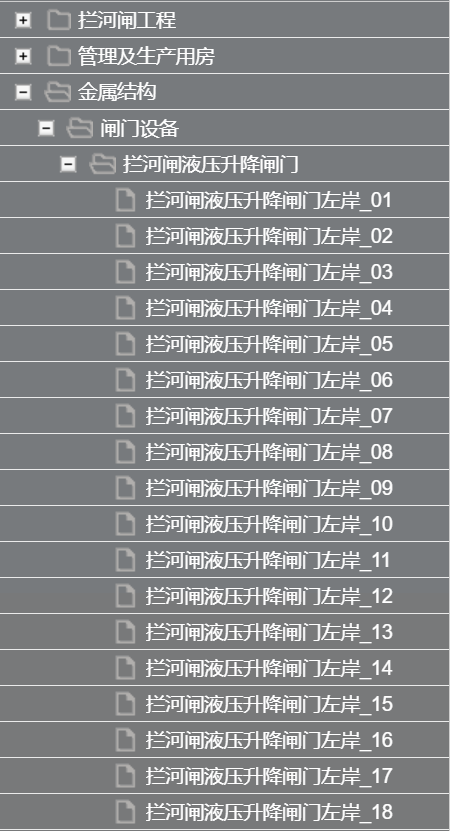 拦河闸工程
管理及生产用房
金属结构
闸门设备
拦河闸液压升降闸门
拦河闸液压升降闸门左岸_01
拦河闸液压升降闸门左岸_02
拦河闸液压升降闸门左岸_03
拦河闸液压升降闸门左岸_04
拦河闸液压升降闸门左岸_05
拦河闸液压升降闸门左岸_06
拦河闸液压升降闸门左岸_07
拦河闸液压升降闸门左岸_08
拦河闸液压升降闸门左岸_09
拦河闸液压升降闸门左岸_10
拦河闸液压升降闸门左岸_11
拦河闸液压升降闸门左岸_12
拦河闸液压升降闸门左岸_13
拦河闸液压升降闸门左岸_14
拦河闸液压升降闸门左岸_15
拦河闸液压升降闸门左岸_16
拦河闸液压升降闸门左岸_17
拦河闸液压升降闸门左岸_18